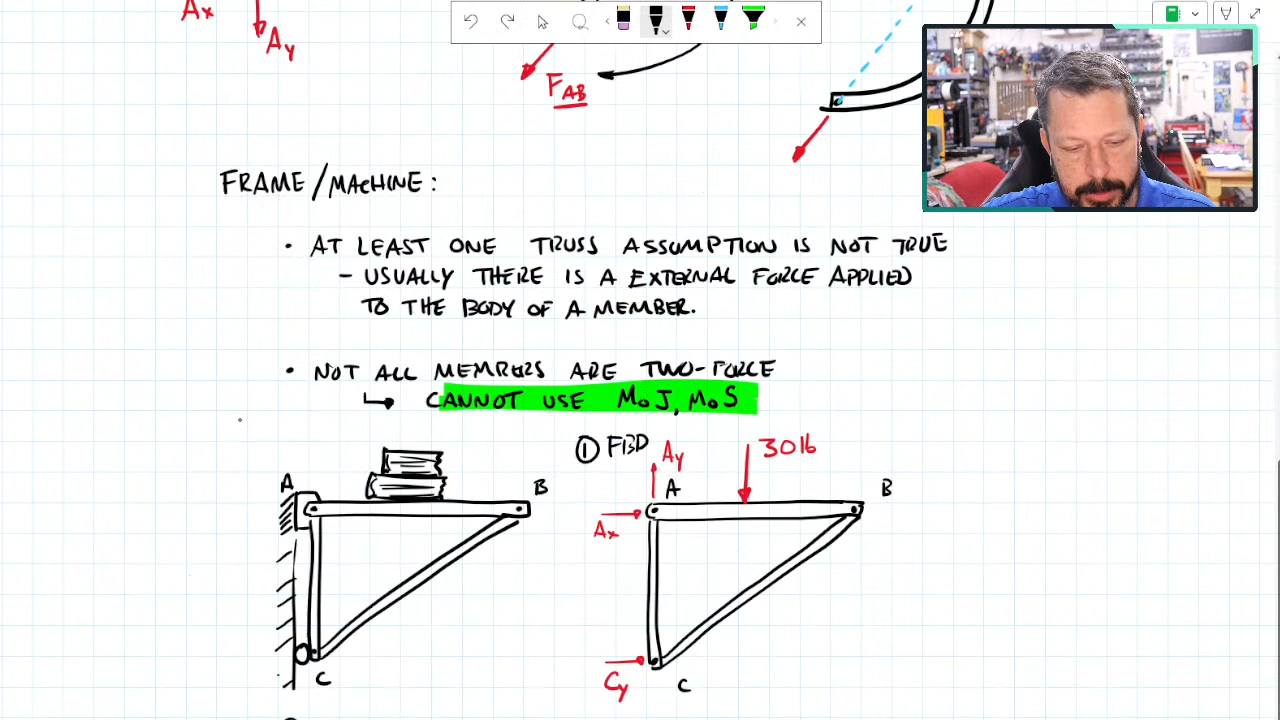 Ax
Ay
FAB
FRAME/MACHINE:
• AT LEAST ONE TRUSS ASSUMPTION IS NOT TRUE
- USUALLY THERE IS A EXTERNAL FORCE APPLIED
TO THE BODY OF A MEMBER.
• NOT ALL MEMBERS ARE TWO-FORCE
↳ CANNOT USE MoJ, MoS
① FBD
Ay
30lb
A
B
A
B
Ax
C
Cy
C